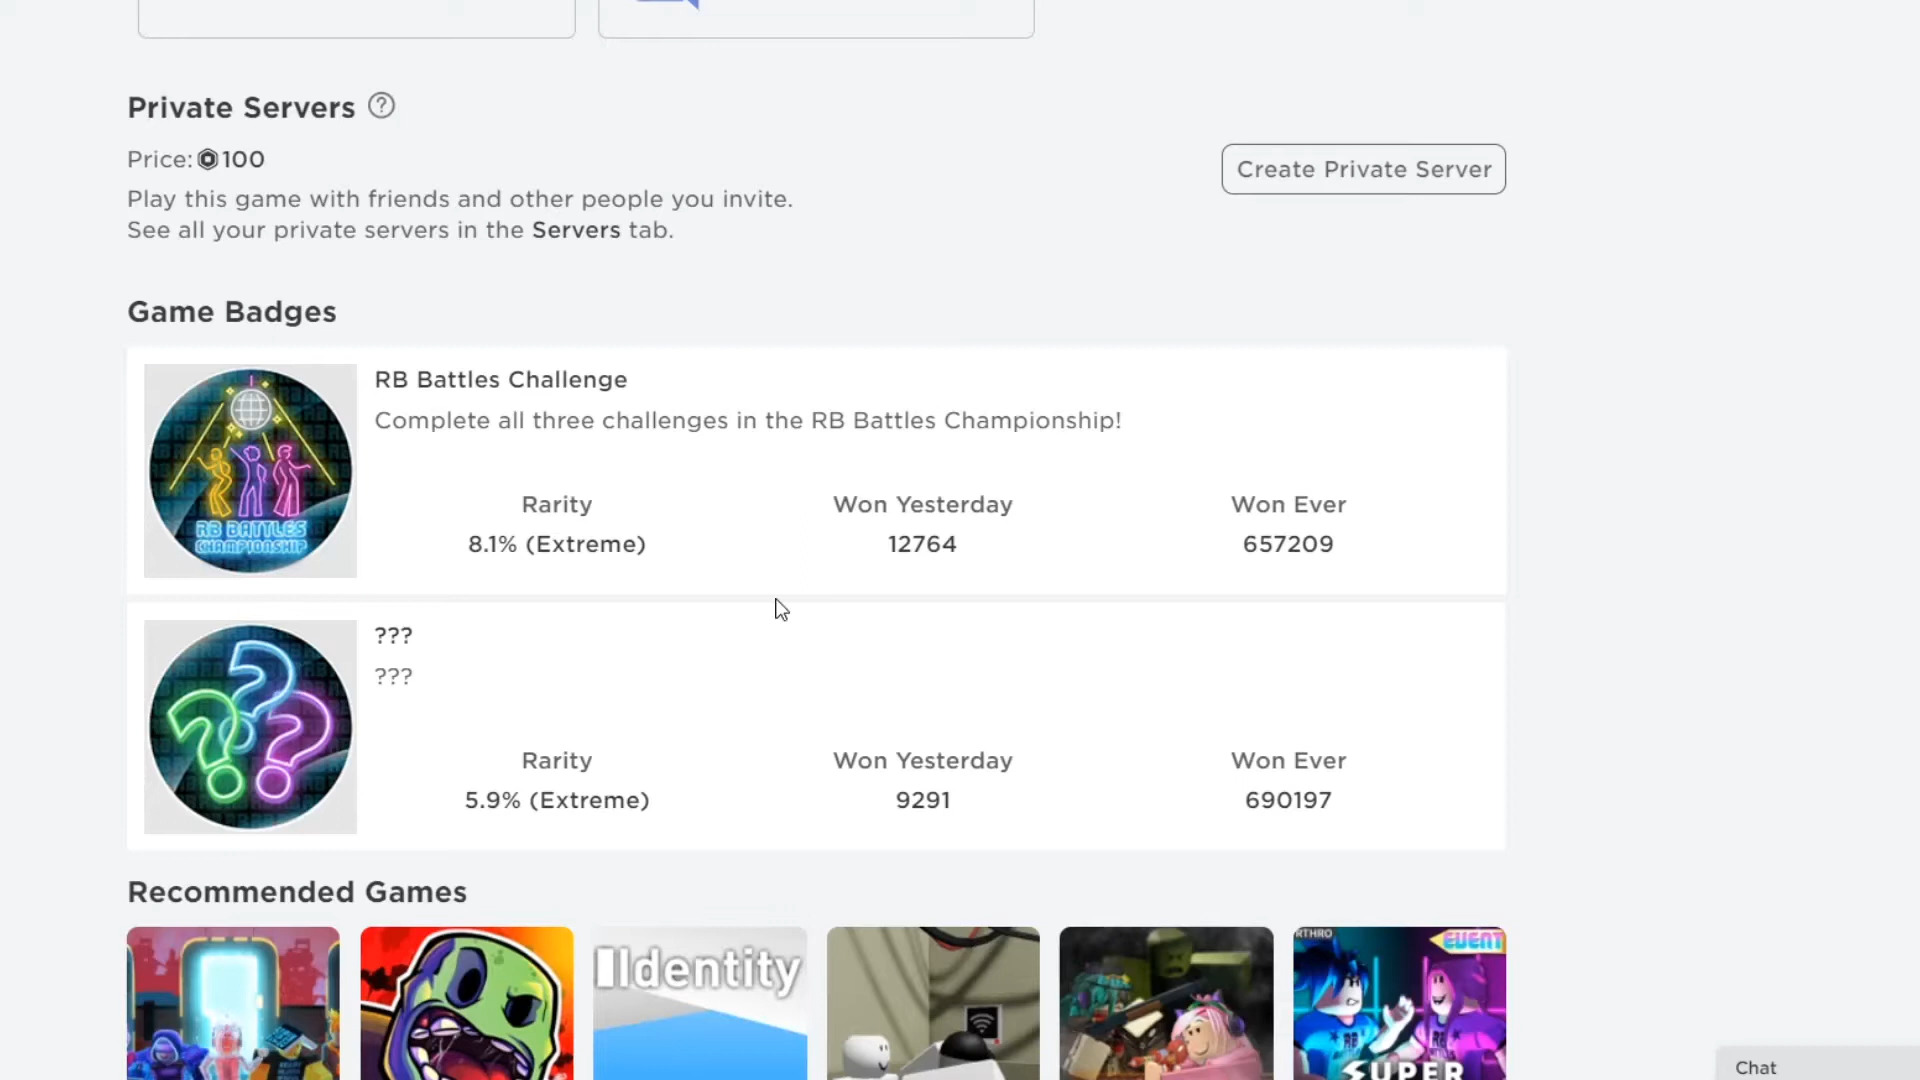 Private Servers ?
Price: 100
Create Private Server
Play this game with friends and other people you invite.
See all your private servers in the Servers tab.
Game Badges
RB Battles Challenge
Complete all three challenges in the RB Battles Championship!
Rarity Won Yesterday Won Ever
8.1% (Extreme) 12764 657209
RB BATTLES
CHAMPIONSHIP
???
???
Rarity Won Yesterday Won Ever
5.9% (Extreme) 9291 690197
Recommended Games
Identity
RTHRO
EVENT
RB
SUPER
Chat